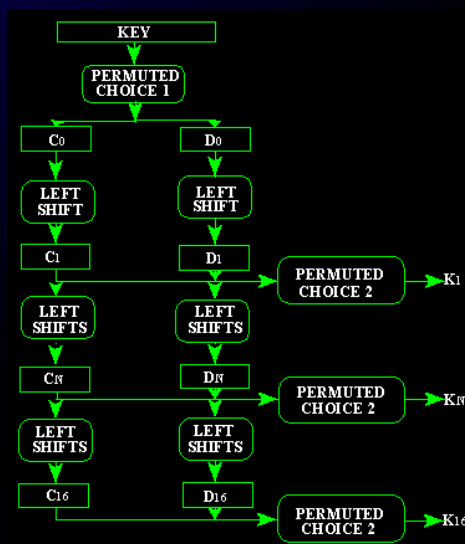 KEY
PERMUTED
CHOICE 1
C0 D0
LEFT
SHIFT
LEFT
SHIFT
C1 D1
PERMUTED
CHOICE 2
K1
LEFT
SHIFTS
LEFT
SHIFTS
CN DN
PERMUTED
CHOICE 2
KN
LEFT
SHIFTS
LEFT
SHIFTS
C16 D16
PERMUTED
CHOICE 2
K16